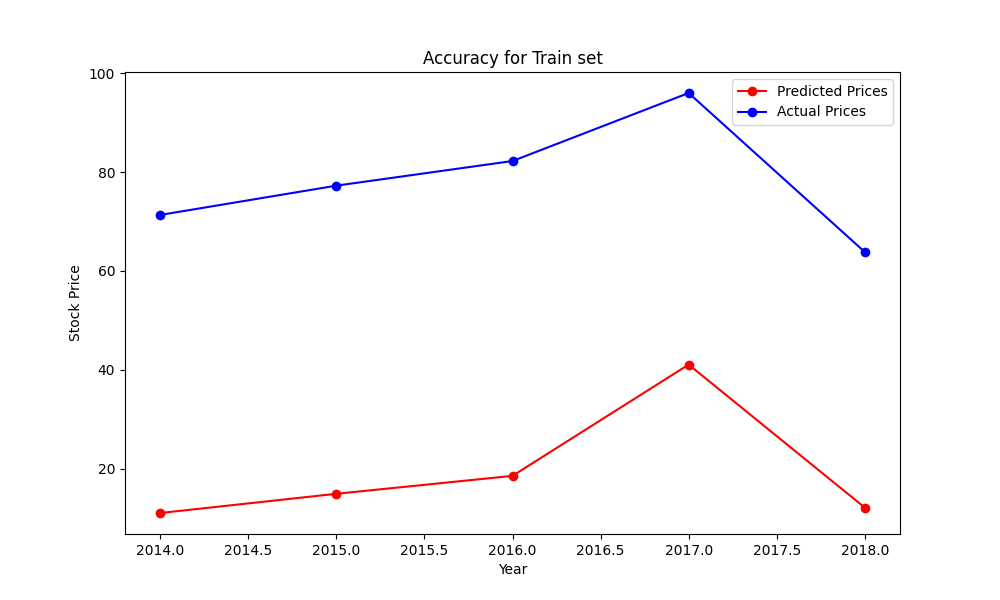 Accuracy for Train set
100
80
60
40
20
Stock Price
Predicted Prices
Actual Prices
2014.0 2014.5 2015.0 2015.5 2016.0 2016.5 2017.0 2017.5 2018.0
Year